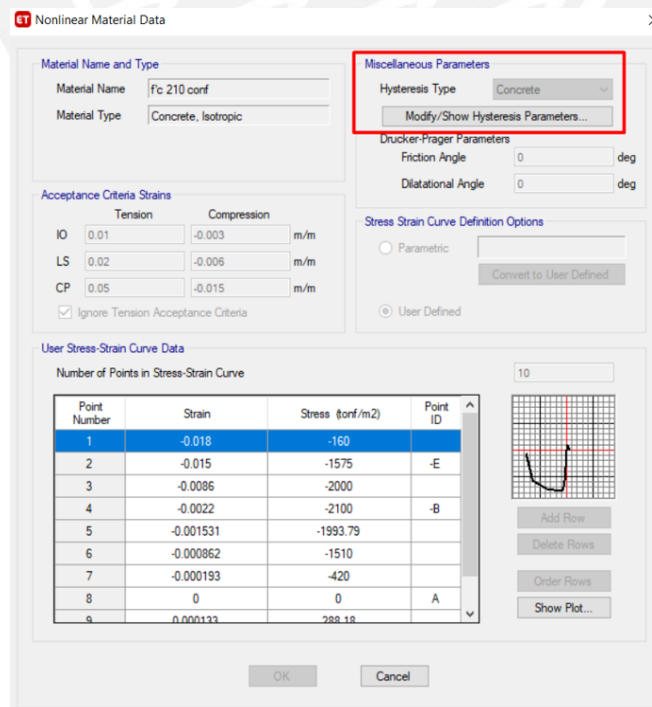 ET Nonlinear Material Data
Material Name and Type
Material Name f'c 210 conf
Material Type Concrete, Isotropic
Miscellaneous Parameters
Hysteresis Type Concrete
Modify/Show Hysteresis Parameters...
Drucker-Prager Parameters
Friction Angle 0 deg
Dilatational Angle 0 deg
Acceptance Criteria Strains
Tension Compression
IO 0.01 -0.003 m/m
LS 0.02 -0.006 m/m
CP 0.05 -0.015 m/m
Ignore Tension Acceptance Criteria
Stress Strain Curve Definition Options
Parametric
Convert to User Defined
User Defined
User Stress-Strain Curve Data
Number of Points in Stress-Strain Curve 10
Point Number Strain Stress (tonf/m2) Point ID
1 -0.018 -160
2 -0.015 -1575 -E
3 -0.0086 -2000
4 -0.0022 -2100 -B
5 -0.001531 -1993.79
6 -0.000862 -1510
7 -0.000193 -420
8 0 0 A
9 0.000133 288.18
Add Row
Delete Rows
Order Rows
Show Plot...
OK Cancel